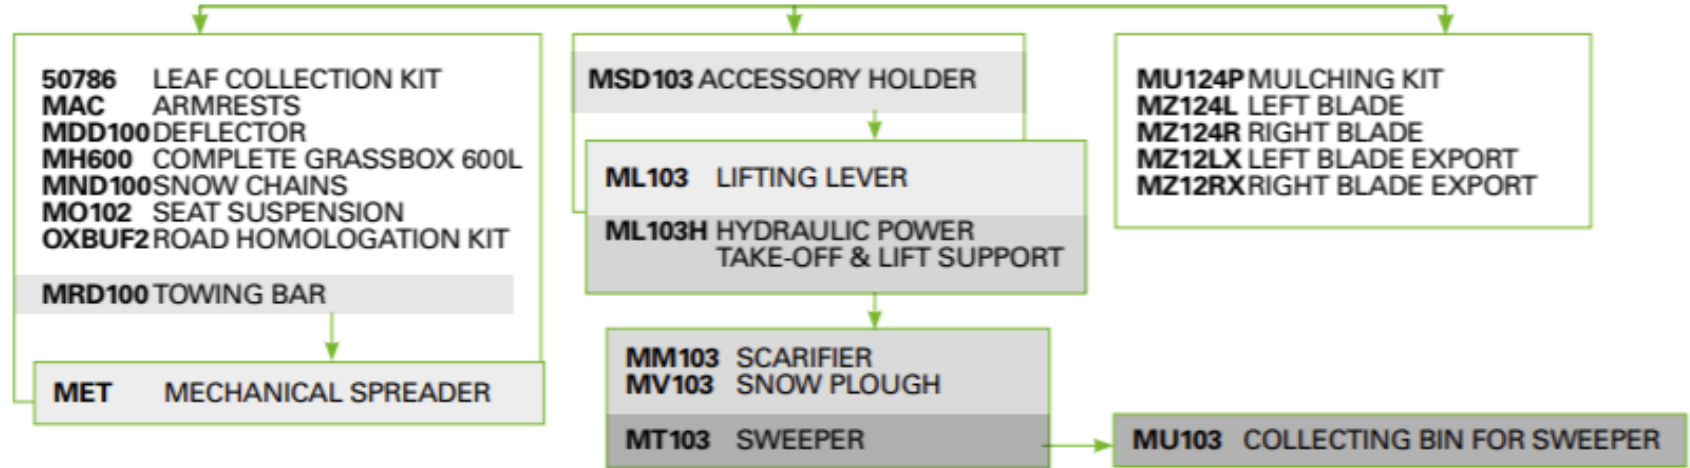 50786 LEAF COLLECTION KIT
MAC ARMRESTS
MDD100 DEFLECTOR
MH600 COMPLETE GRASSBOX 600L
MND100 SNOW CHAINS
MO102 SEAT SUSPENSION
OXBUF2 ROAD HOMOLOGATION KIT
MRD100 TOWING BAR
MET MECHANICAL SPREADER
MSD103 ACCESSORY HOLDER
ML103 LIFTING LEVER
ML103H HYDRAULIC POWER
TAKE-OFF & LIFT SUPPORT
MM103 SCARIFIER
MV103 SNOW PLOUGH
MT103 SWEEPER
MU103 COLLECTING BIN FOR SWEEPER
MU124P MULCHING KIT
MZ124L LEFT BLADE
MZ124R RIGHT BLADE
MZ12LX LEFT BLADE EXPORT
MZ12RX RIGHT BLADE EXPORT